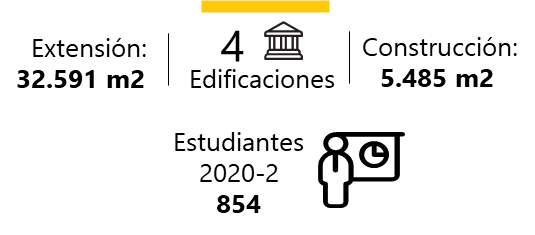 Extensión:
32.591 m2
4
Edificaciones
Construcción:
5.485 m2
Estudiantes
2020-2
854